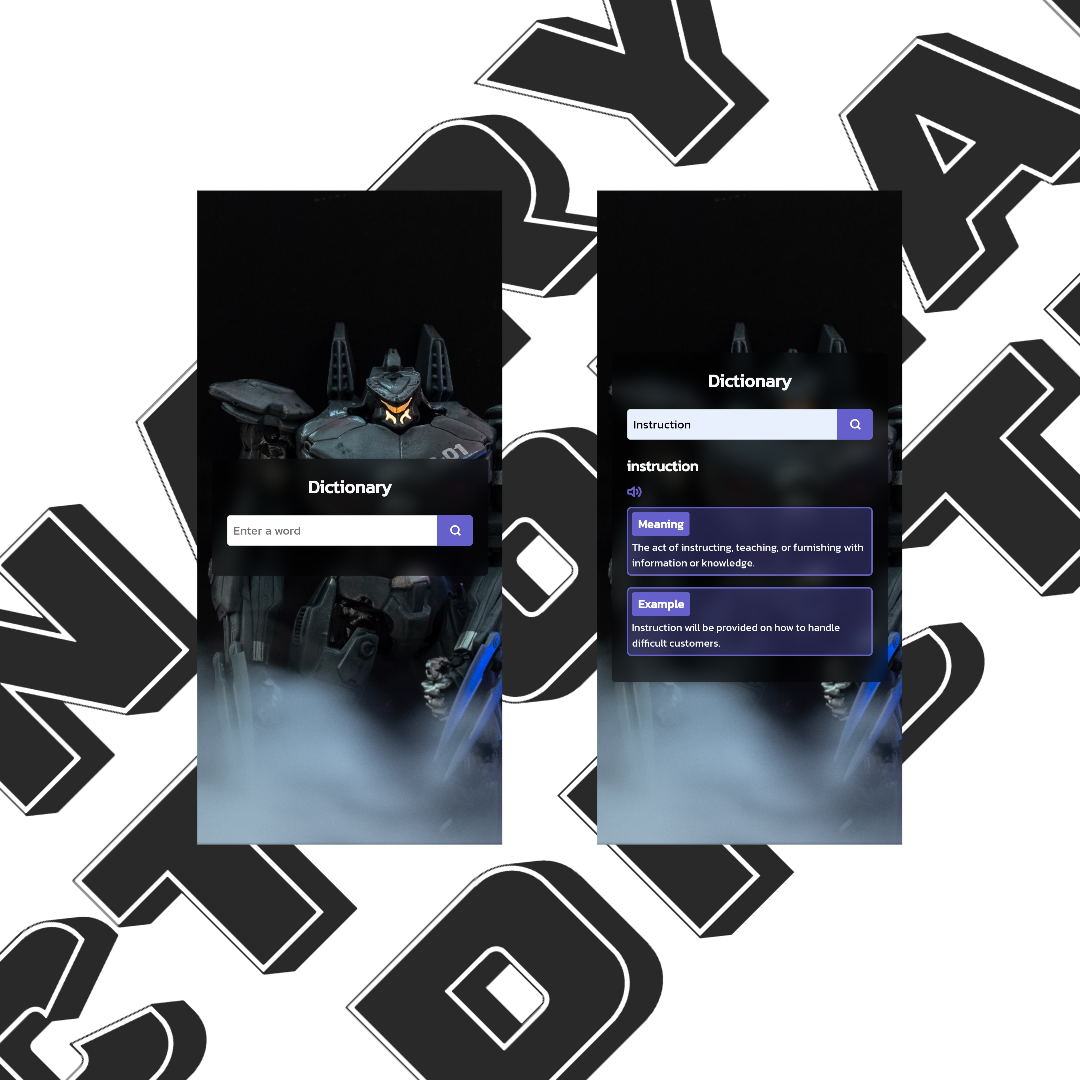 Dictionary
Enter a word
Dictionary
Instruction
instruction
Meaning
The act of instructing, teaching, or furnishing with
information or knowledge.
Example
Instruction will be provided on how to handle
difficult customers.